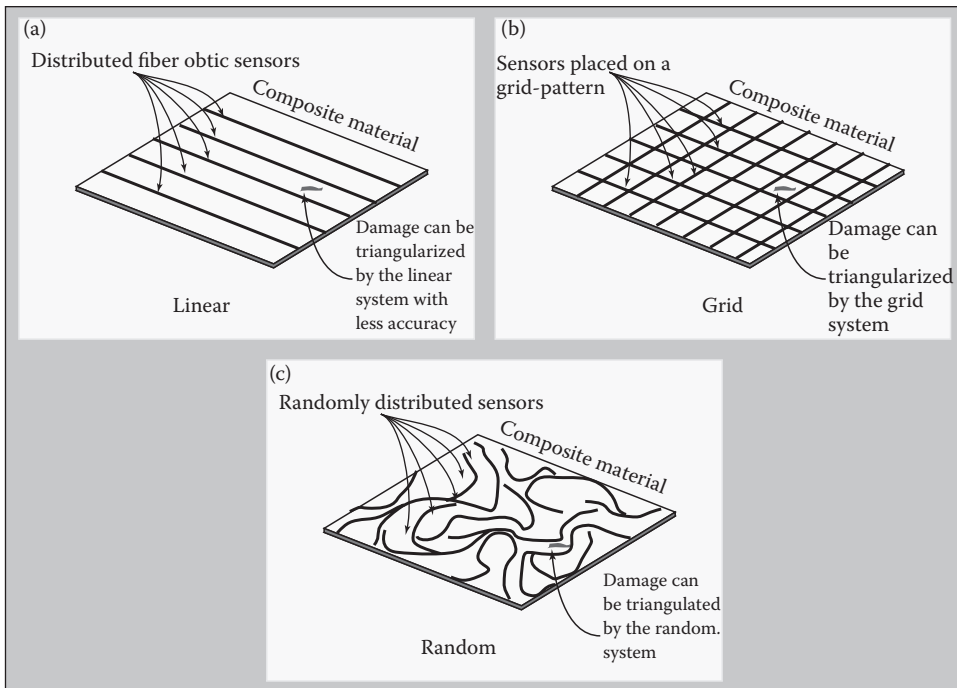 (a)
Distributed fiber obtic sensors
Composite material
Damage can be
triangularized
by the linear
system with
less accuracy
Linear
(b)
Sensors placed on a
grid-pattern
Composite material
Damage can
be
triangularized
by the grid
system
Grid
(c)
Randomly distributed sensors
Composite material
Damage can
be triangulated
by the random.
system
Random